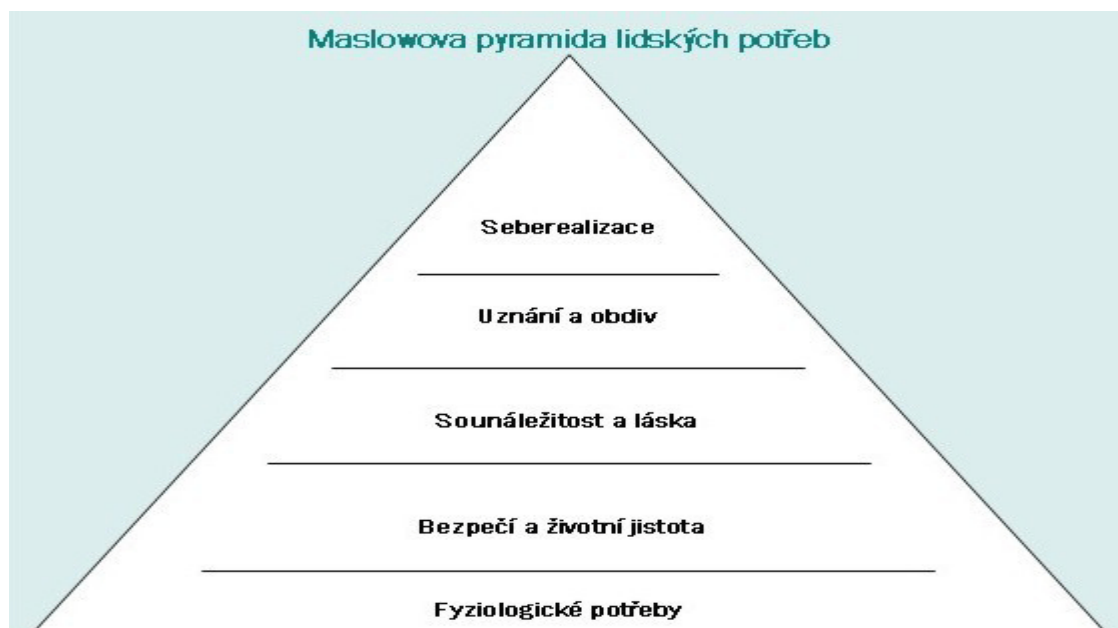 Maslowova pyramida lidských potřeb
Seberealizace
Uznání a obdiv
Sounáležitost a láska
Bezpečí a životní jistota
Fyziologické potřeby